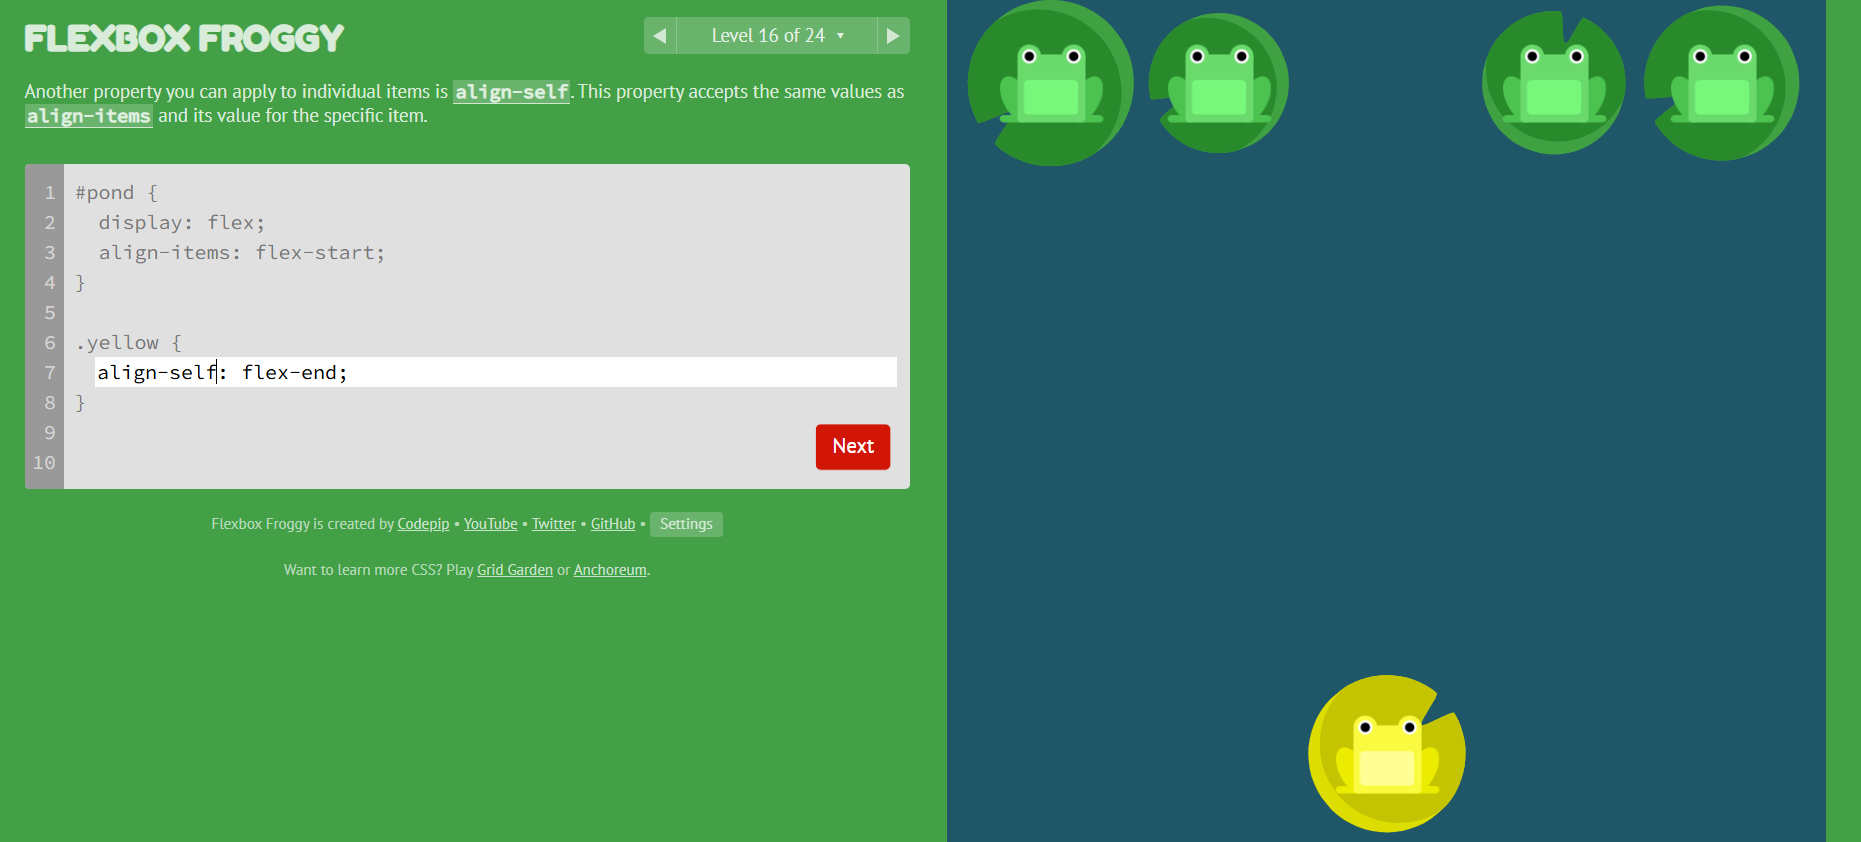 FLEXBOX FROGGY
◀ Level 16 of 24 ▾ ▶
Another property you can apply to individual items is align-self. This property accepts the same values as
align-items and its value for the specific item.
1 #pond {
2   display: flex;
3   align-items: flex-start;
4 }
5
6 .yellow {
7   align-self: flex-end;
8 }
9
10
Next
Flexbox Froggy is created by Codepip • YouTube • Twitter • GitHub • Settings
Want to learn more CSS? Play Grid Garden or Anchoreum.